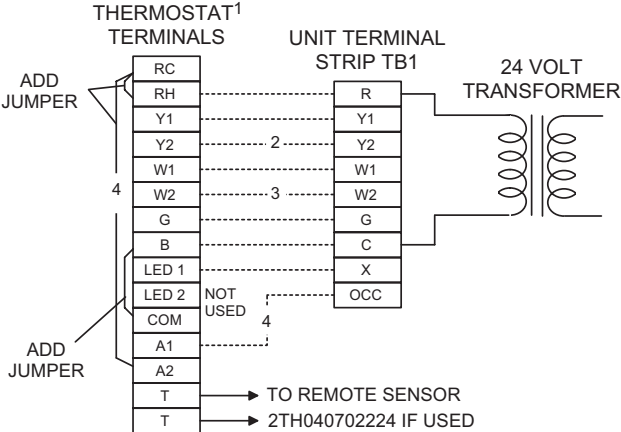 THERMOSTAT1
TERMINALS
UNIT TERMINAL
STRIP TB1
24 VOLT
TRANSFORMER
ADD
JUMPER
RC
RH
R
Y1
Y1
Y2
2
Y2
W1
W1
4
W2
3
W2
G
G
B
C
LED 1
X
LED 2
NOT
USED
OCC
COM
4
A1
ADD
JUMPER
A2
T
TO REMOTE SENSOR
T
2TH040702224 IF USED